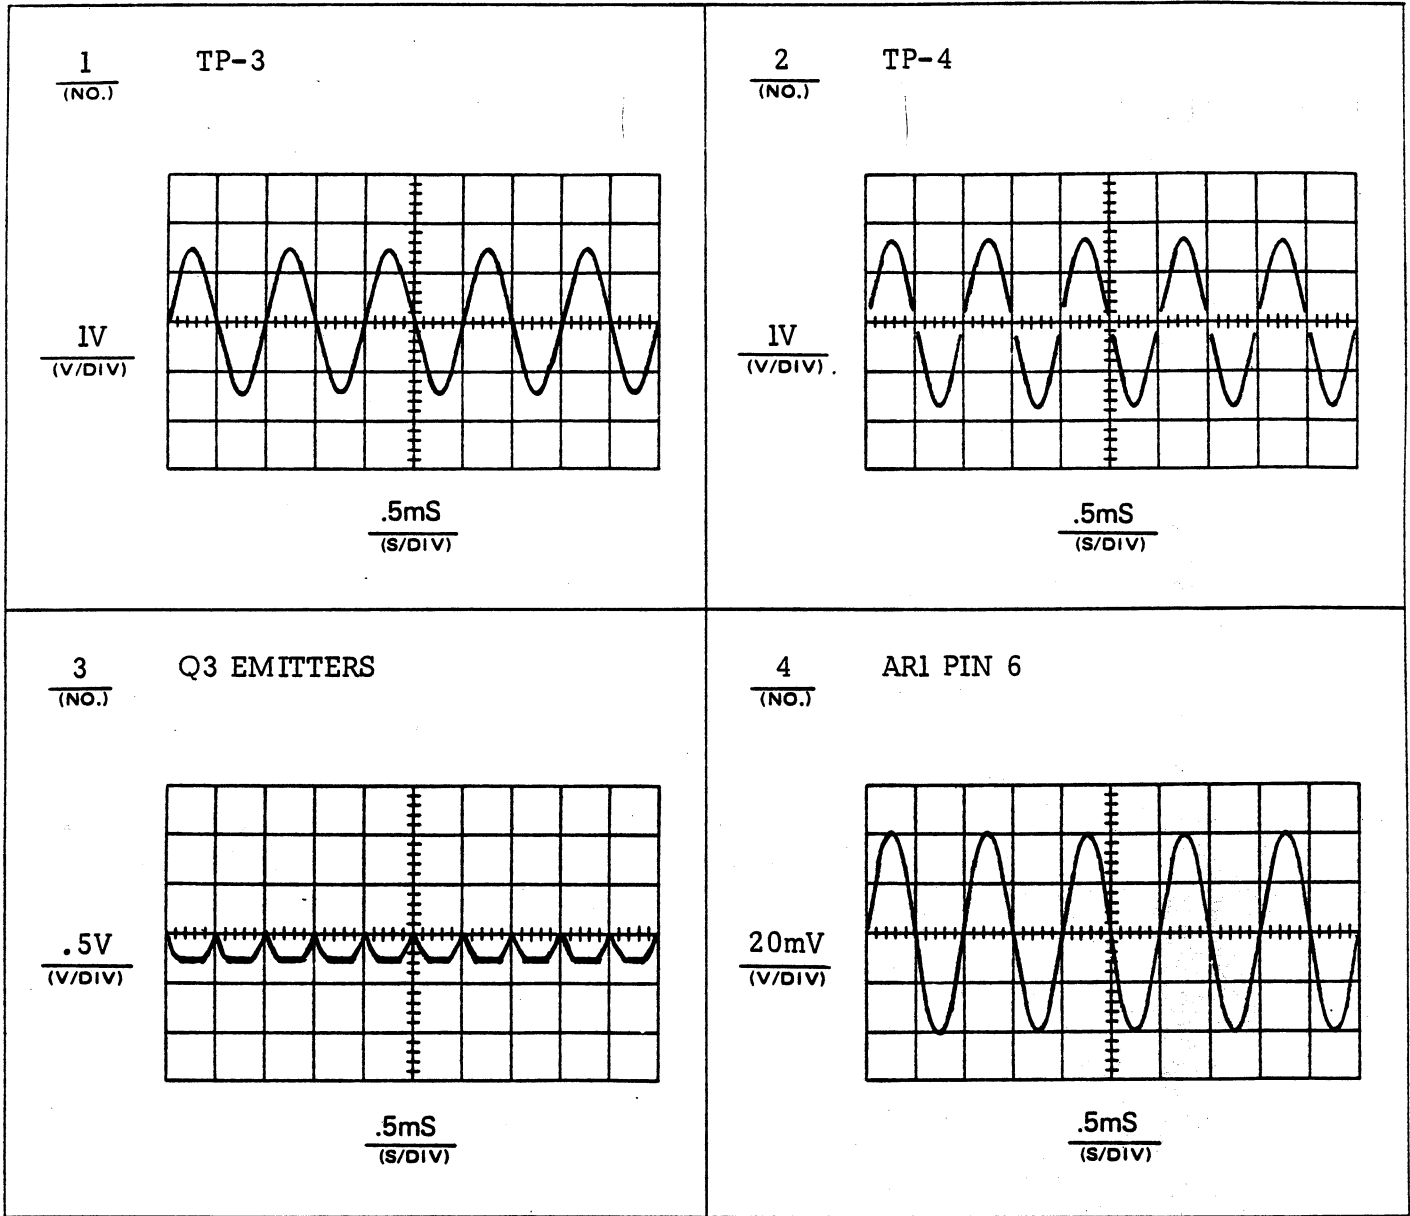 1
(NO.)
TP-3
1V
(V/DIV)
.5mS
(S/DIV)
2
(NO.)
TP-4
1V
(V/DIV)
.5mS
(S/DIV)
3
(NO.)
Q3 EMITTERS
.5V
(V/DIV)
.5mS
(S/DIV)
4
(NO.)
AR1 PIN 6
20mV
(V/DIV)
.5mS
(S/DIV)